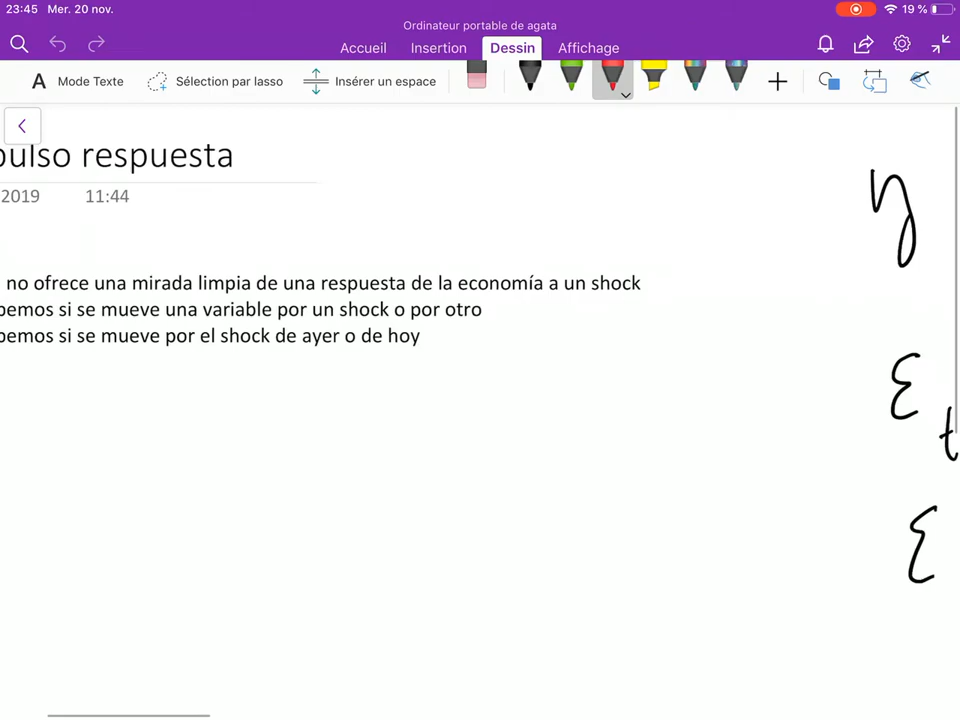 23:45 Mer. 20 nov. 19 %
Ordinateur portable de agata
Accueil Insertion Dessin Affichage
A Mode Texte Sélection par lasso Insérer un espace
pulso respuesta
2019 11:44
y
no ofrece una mirada limpia de una respuesta de la economía a un shock
bemos si se mueve una variable por un shock o por otro
bemos si se mueve por el shock de ayer o de hoy
ε
t
ε